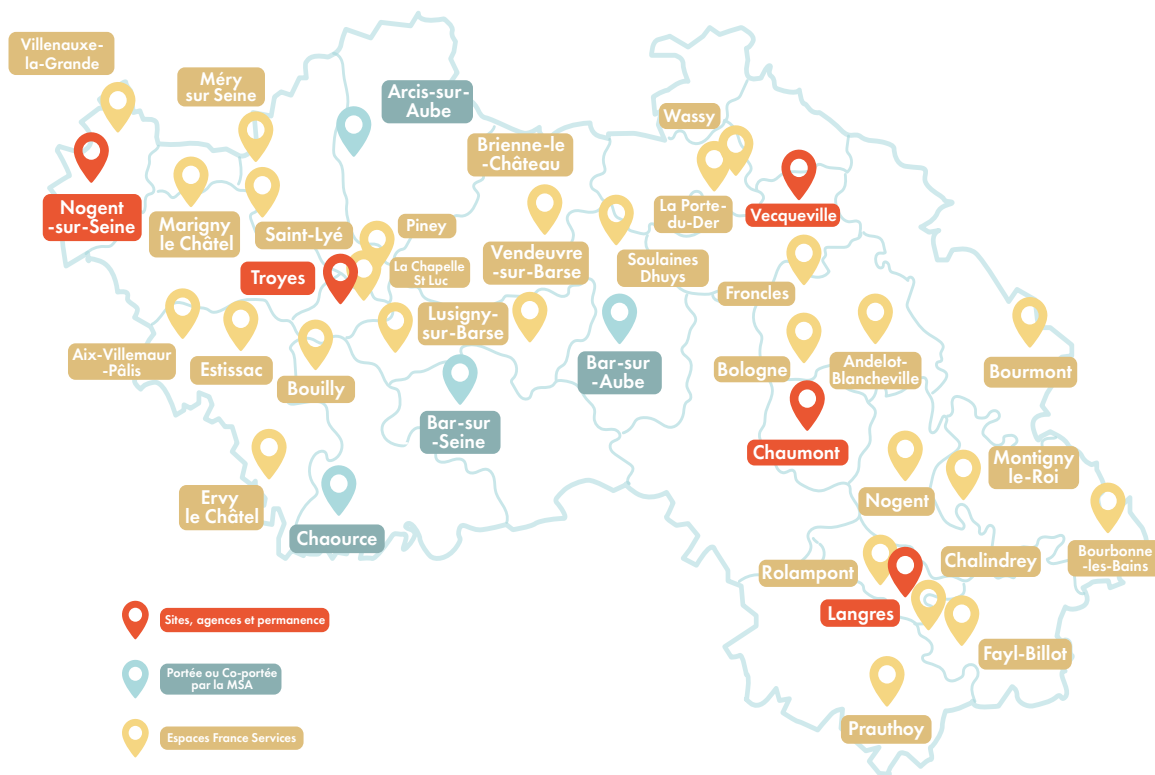 Villenauxe-
la-Grande
Méry
sur Seine
Arcis-sur-
Aube
Wassy
Brienne-le
-Château
Nogent
-sur-Seine
Marigny
le Châtel
Saint-Lyé
Piney
La Porte-
du-Der
Vecqueville
Troyes
La Chapelle
St Luc
Vendeuvre
-sur-Barse
Soulaines
Dhuys
Froncles
Aix-Villemaur
-Pâlis
Estissac
Bouilly
Lusigny-
sur-Barse
Bar-sur
-Aube
Bologne
Andelot-
Blancheville
Bourmont
Bar-sur
-Seine
Chaumont
Ervy
le Châtel
Chaource
Nogent
Montigny
le-Roi
Rolampont
Chalindrey
Bourbonne
-les-Bains
Langres
Fayl-Billot
Prauthoy
Sites, agences et permanence
Portée ou Co-portée
par la MSA
Espaces France Services